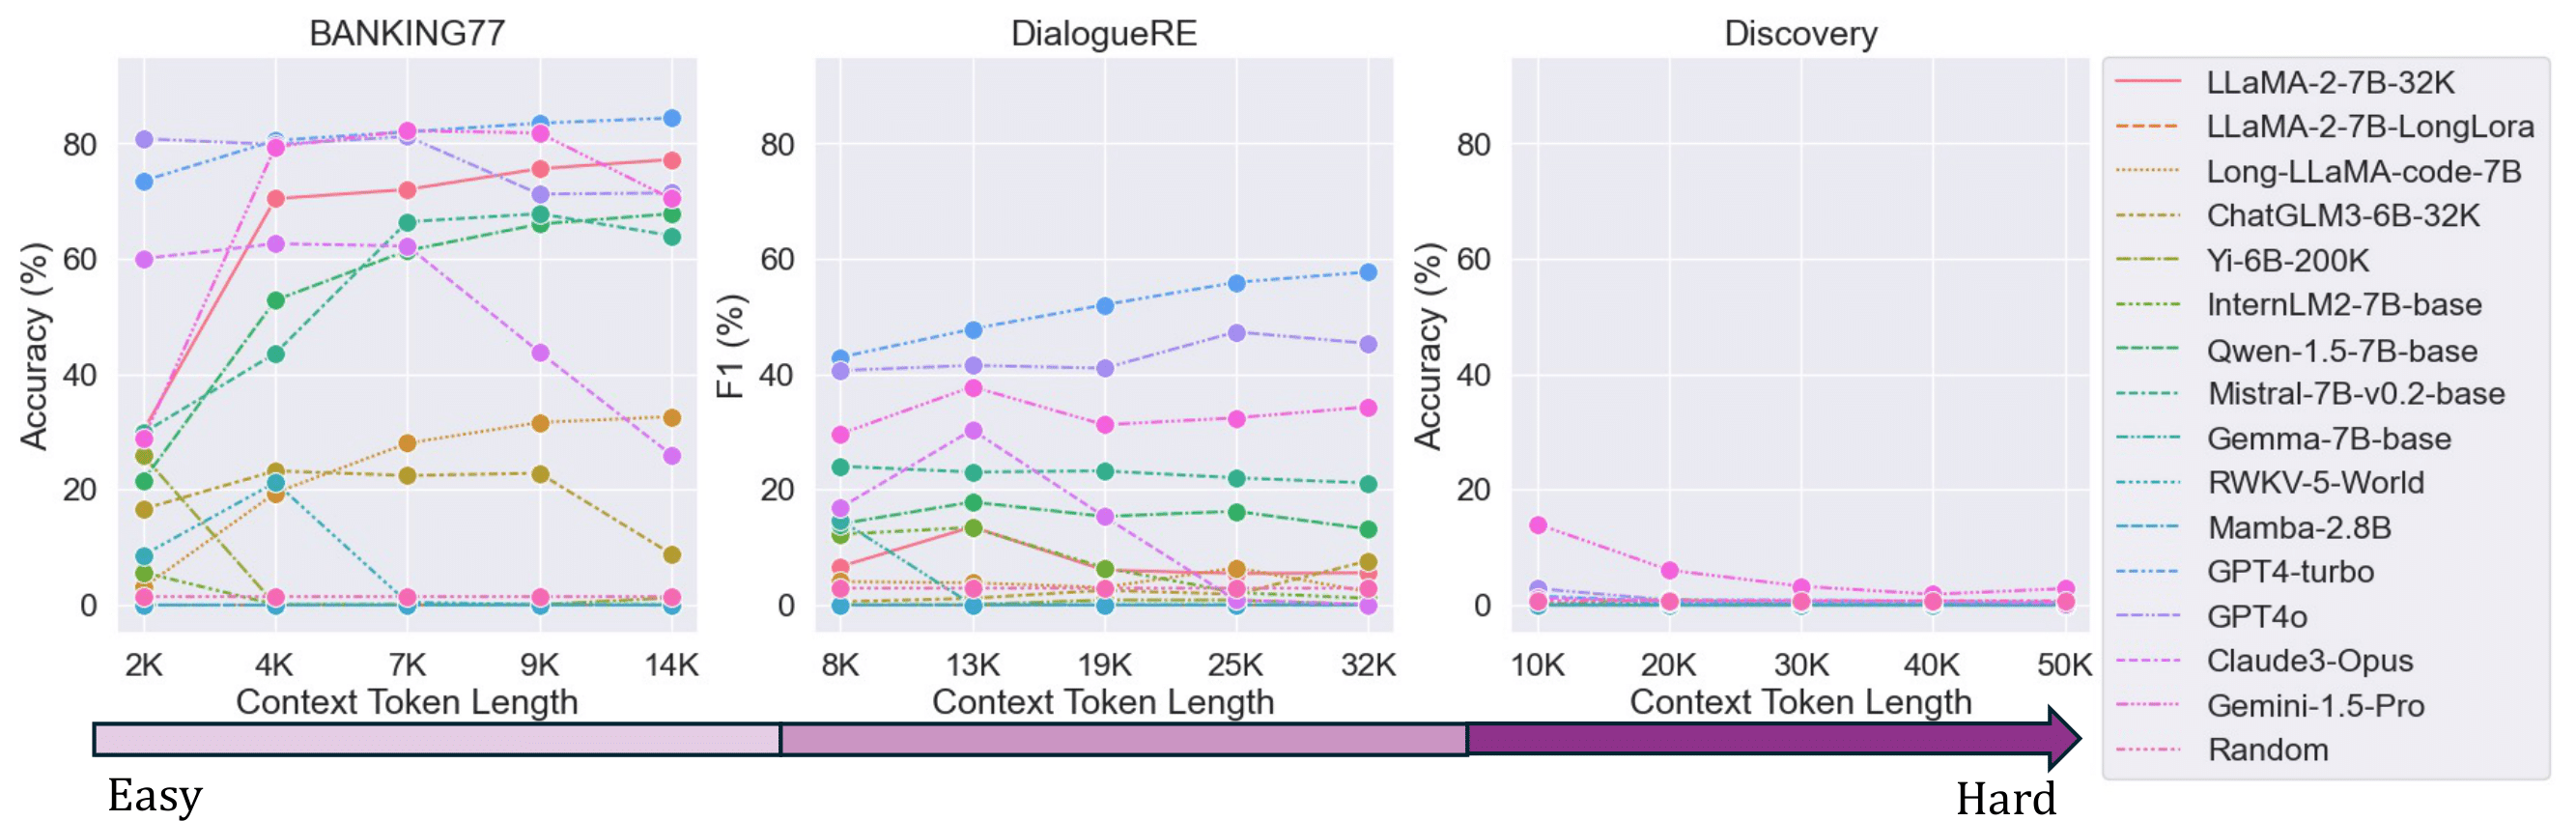 BANKING77
Accuracy (%)
80
60
40
20
0
2K 4K 7K 9K 14K
Context Token Length
DialogueRE
F1 (%)
80
60
40
20
0
8K 13K 19K 25K 32K
Context Token Length
Discovery
Accuracy (%)
80
60
40
20
0
10K 20K 30K 40K 50K
Context Token Length
LLaMA-2-7B-32K
LLaMA-2-7B-LongLora
Long-LLaMA-code-7B
ChatGLM3-6B-32K
Yi-6B-200K
InternLM2-7B-base
Qwen-1.5-7B-base
Mistral-7B-v0.2-base
Gemma-7B-base
RWKV-5-World
Mamba-2.8B
GPT4-turbo
GPT4o
Claude3-Opus
Gemini-1.5-Pro
Random
Easy
Hard